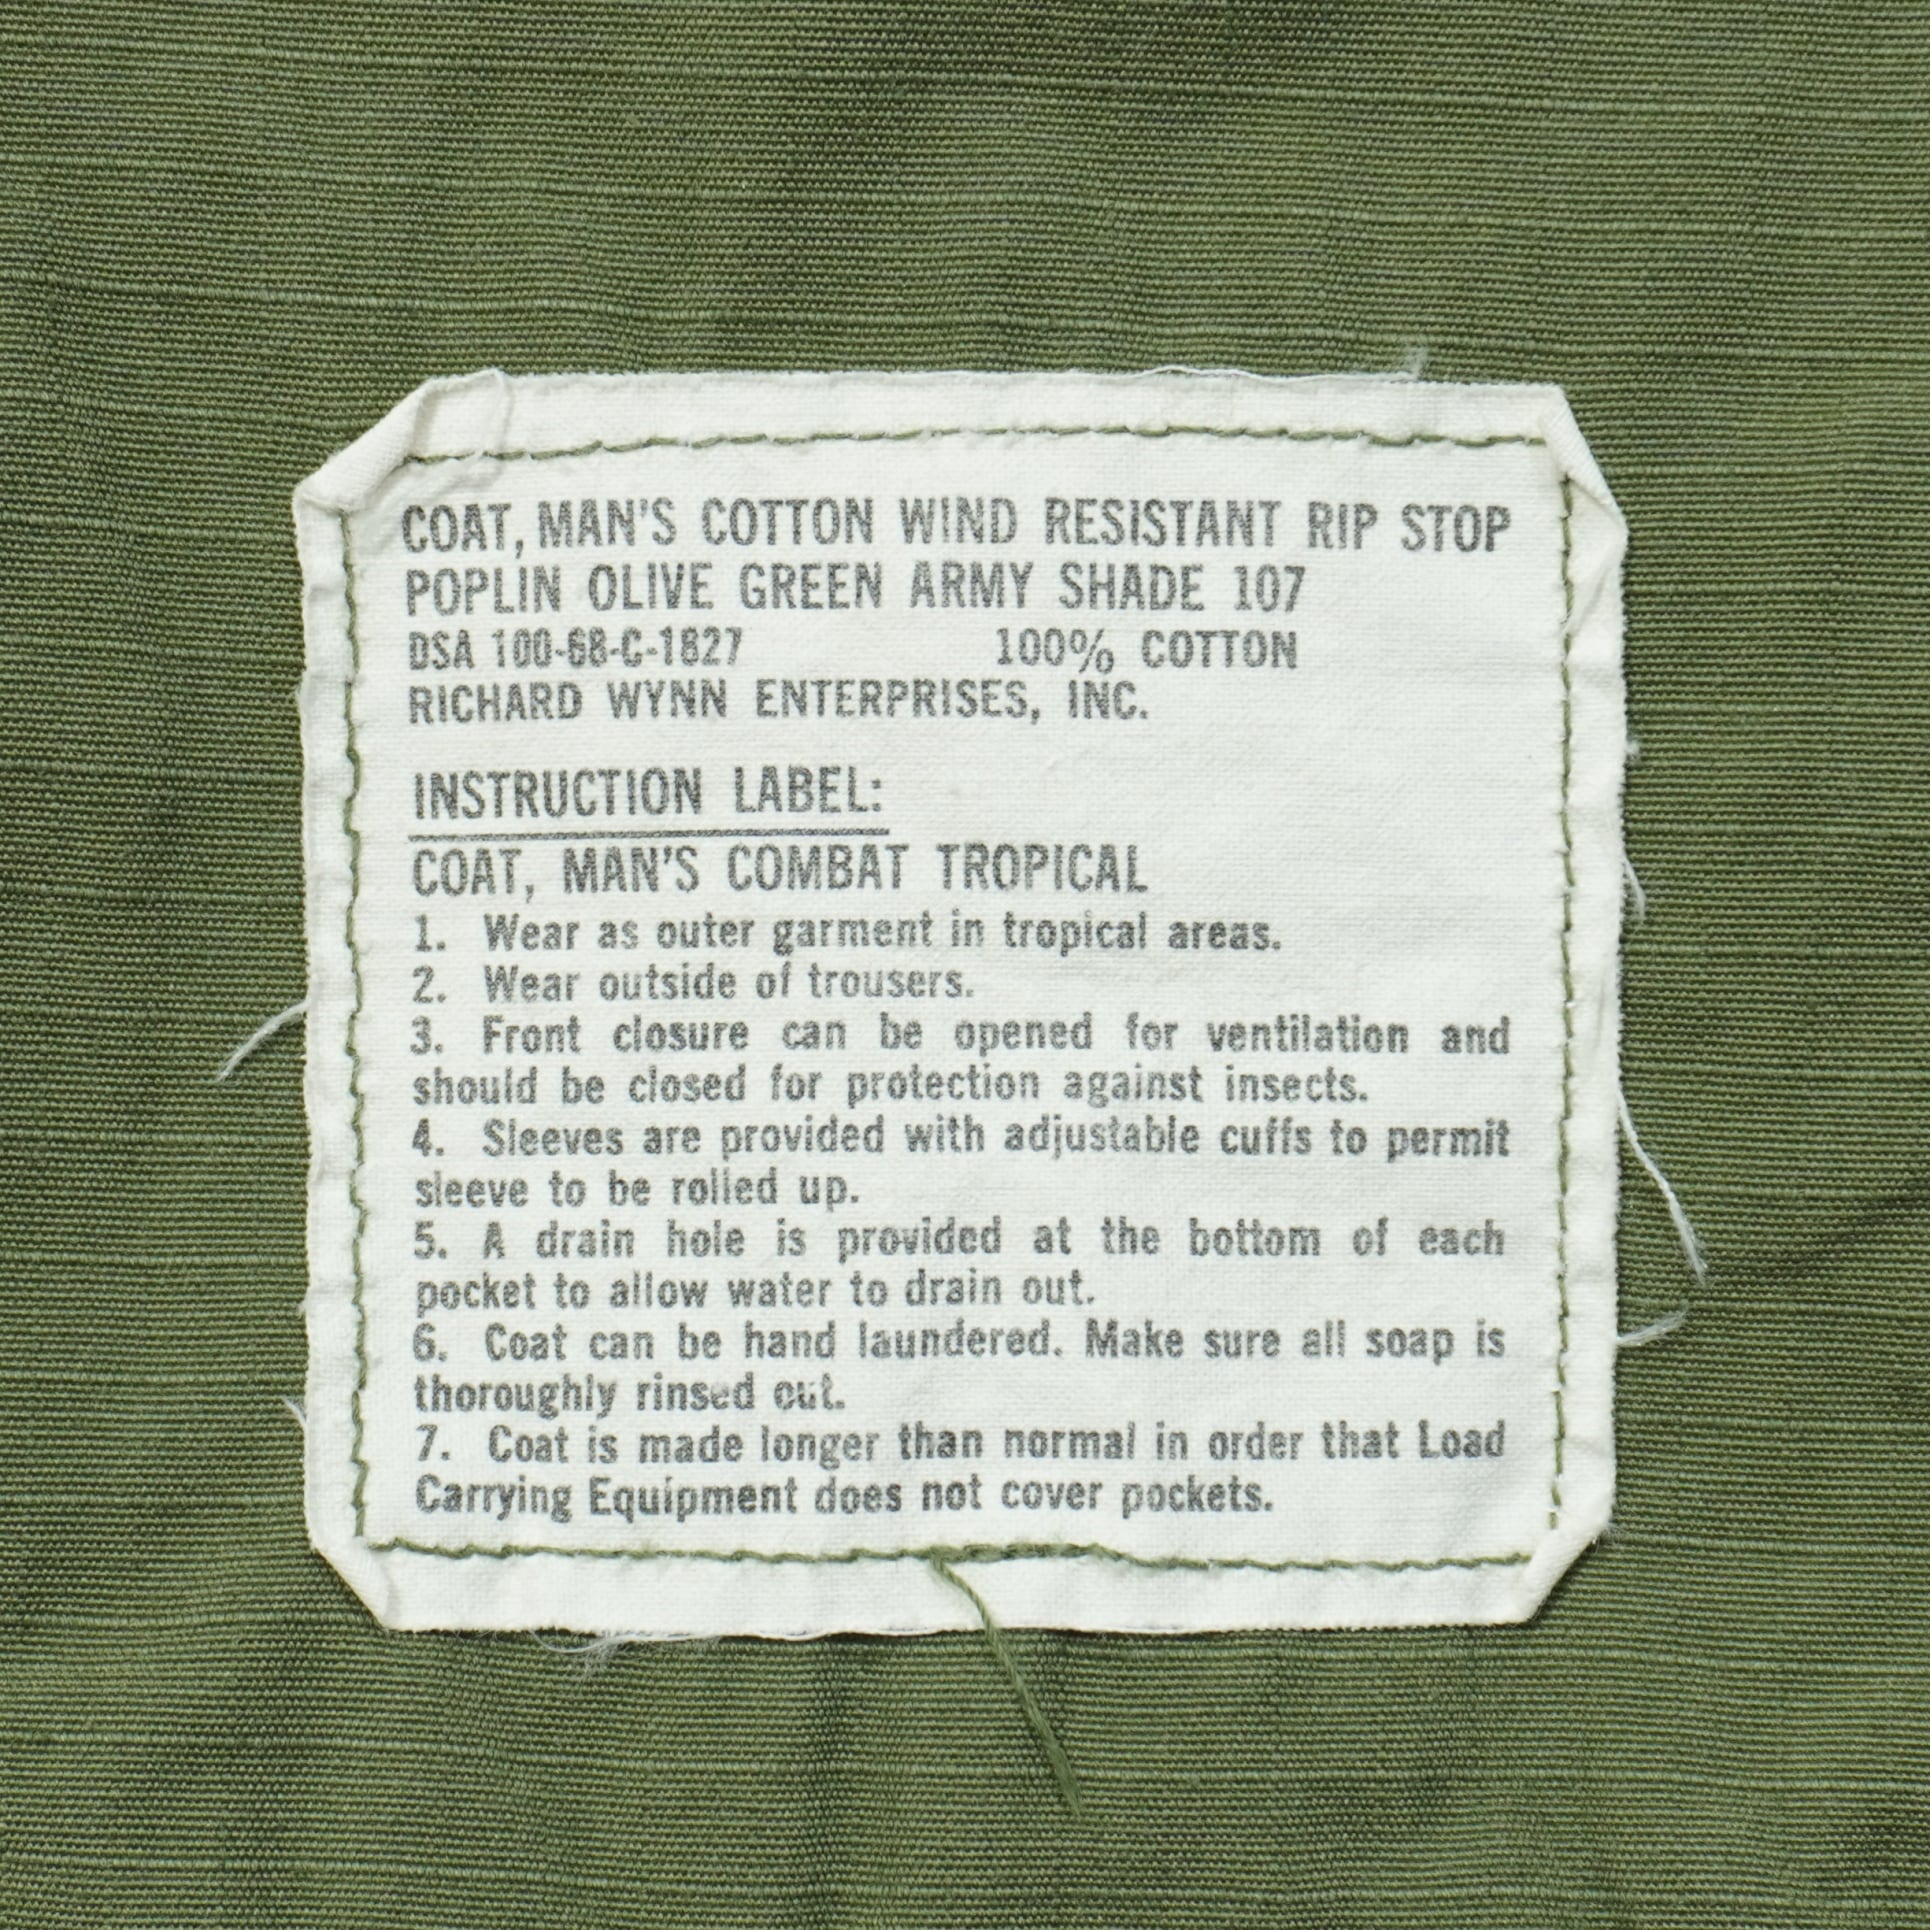 COAT, MAN'S COTTON WIND RESISTANT RIP STOP
POPLIN OLIVE GREEN ARMY SHADE 107
DSA 100-68-C-1827 100% COTTON
RICHARD WYNN ENTERPRISES, INC.
INSTRUCTION LABEL:
COAT, MAN'S COMBAT TROPICAL
1. Wear as outer garment in tropical areas.
2. Wear outside of trousers.
3. Front closure can be opened for ventilation and
should be closed for protection against insects.
4. Sleeves are provided with adjustable cuffs to permit
sleeve to be rolled up.
5. A drain hole is provided at the bottom of each
pocket to allow water to drain out.
6. Coat can be hand laundered. Make sure all soap is
thoroughly rinsed out.
7. Coat is made longer than normal in order that Load
Carrying Equipment does not cover pockets.